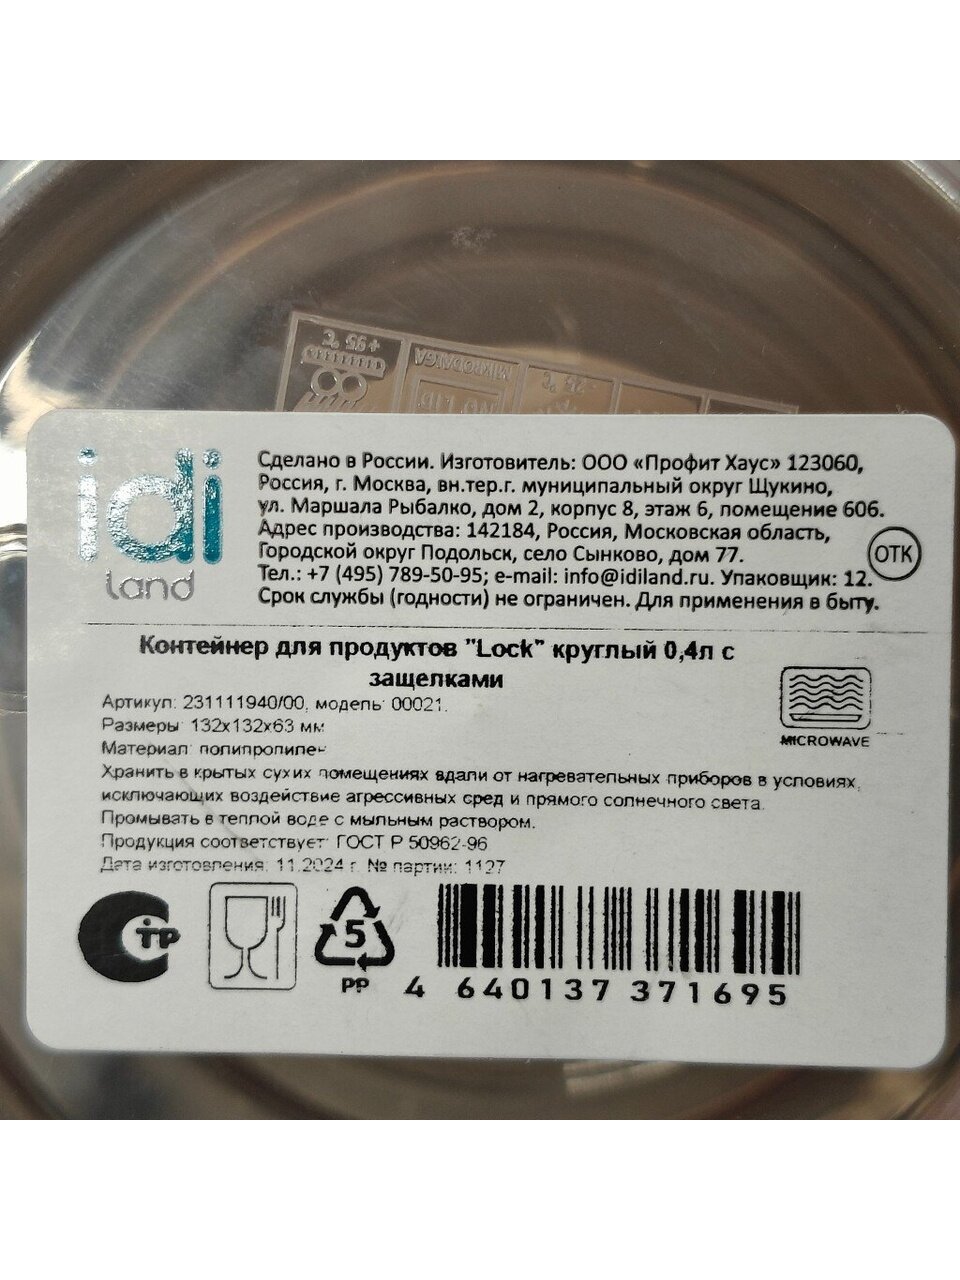 + 95 °C
MIKRODALGA
- 25 °C
idi
land
Сделано в России. Изготовитель: ООО «Профит Хаус» 123060,
Россия, г. Москва, вн.тер.г. муниципальный округ Щукино,
ул. Маршала Рыбалко, дом 2, корпус 8, этаж 6, помещение 606.
Адрес производства: 142184, Россия, Московская область,
Городской округ Подольск, село Сынково, дом 77.
Тел.: +7 (495) 789-50-95; e-mail: info@idiland.ru. Упаковщик: 12.
Срок службы (годности) не ограничен. Для применения в быту.
ОТК
Контейнер для продуктов "Lock" круглый 0,4л с
защелками
Артикул: 231111940/00, модель: 00021.
Размеры: 132х132х63 мм
Материал: полипропилен
Хранить в крытых сухих помещениях вдали от нагревательных приборов в условиях,
исключающих воздействие агрессивных сред и прямого солнечного света.
Промывать в теплой воде с мыльным раствором.
Продукция соответствует: ГОСТ Р 50962-96
Дата изготовления: 11.2024 г. № партии: 1127
MICROWAVE
тр
5
PP
4 640137 371695